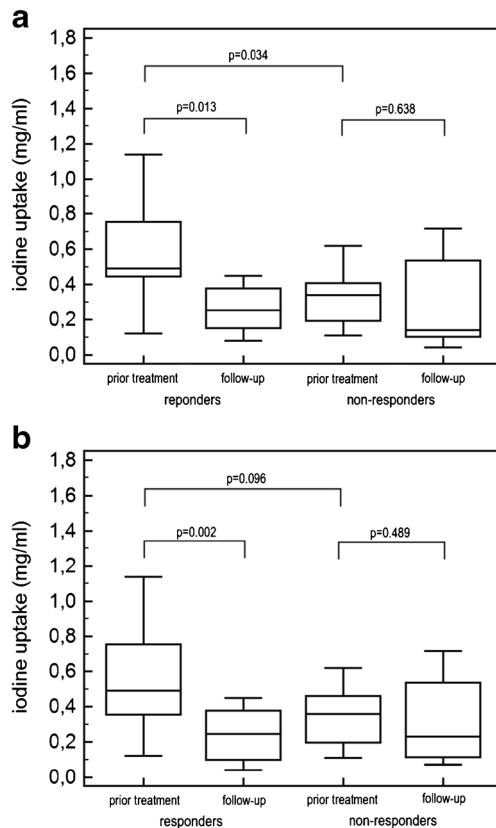 a
1,8
1,6
1,4
1,2
1,0
0,8
0,6
0,4
0,2
0,0
iodine uptake (mg/ml)
p=0.034
p=0.013
p=0.638
prior treatment follow-up prior treatment follow-up
reponders non-responders
b
1,8
1,6
1,4
1,2
1,0
0,8
0,6
0,4
0,2
0,0
iodine uptake (mg/ml)
p=0.096
p=0.002
p=0.489
prior treatment follow-up prior treatment follow-up
responders non-responders